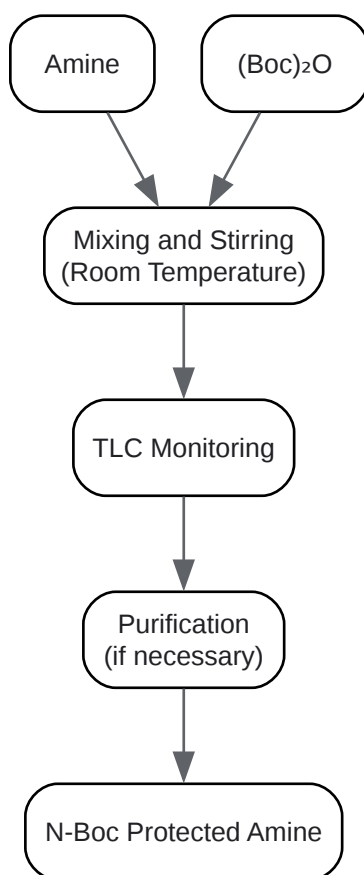 Amine
(Boc)₂O
Mixing and Stirring
(Room Temperature)
TLC Monitoring
Purification
(if necessary)
N-Boc Protected Amine